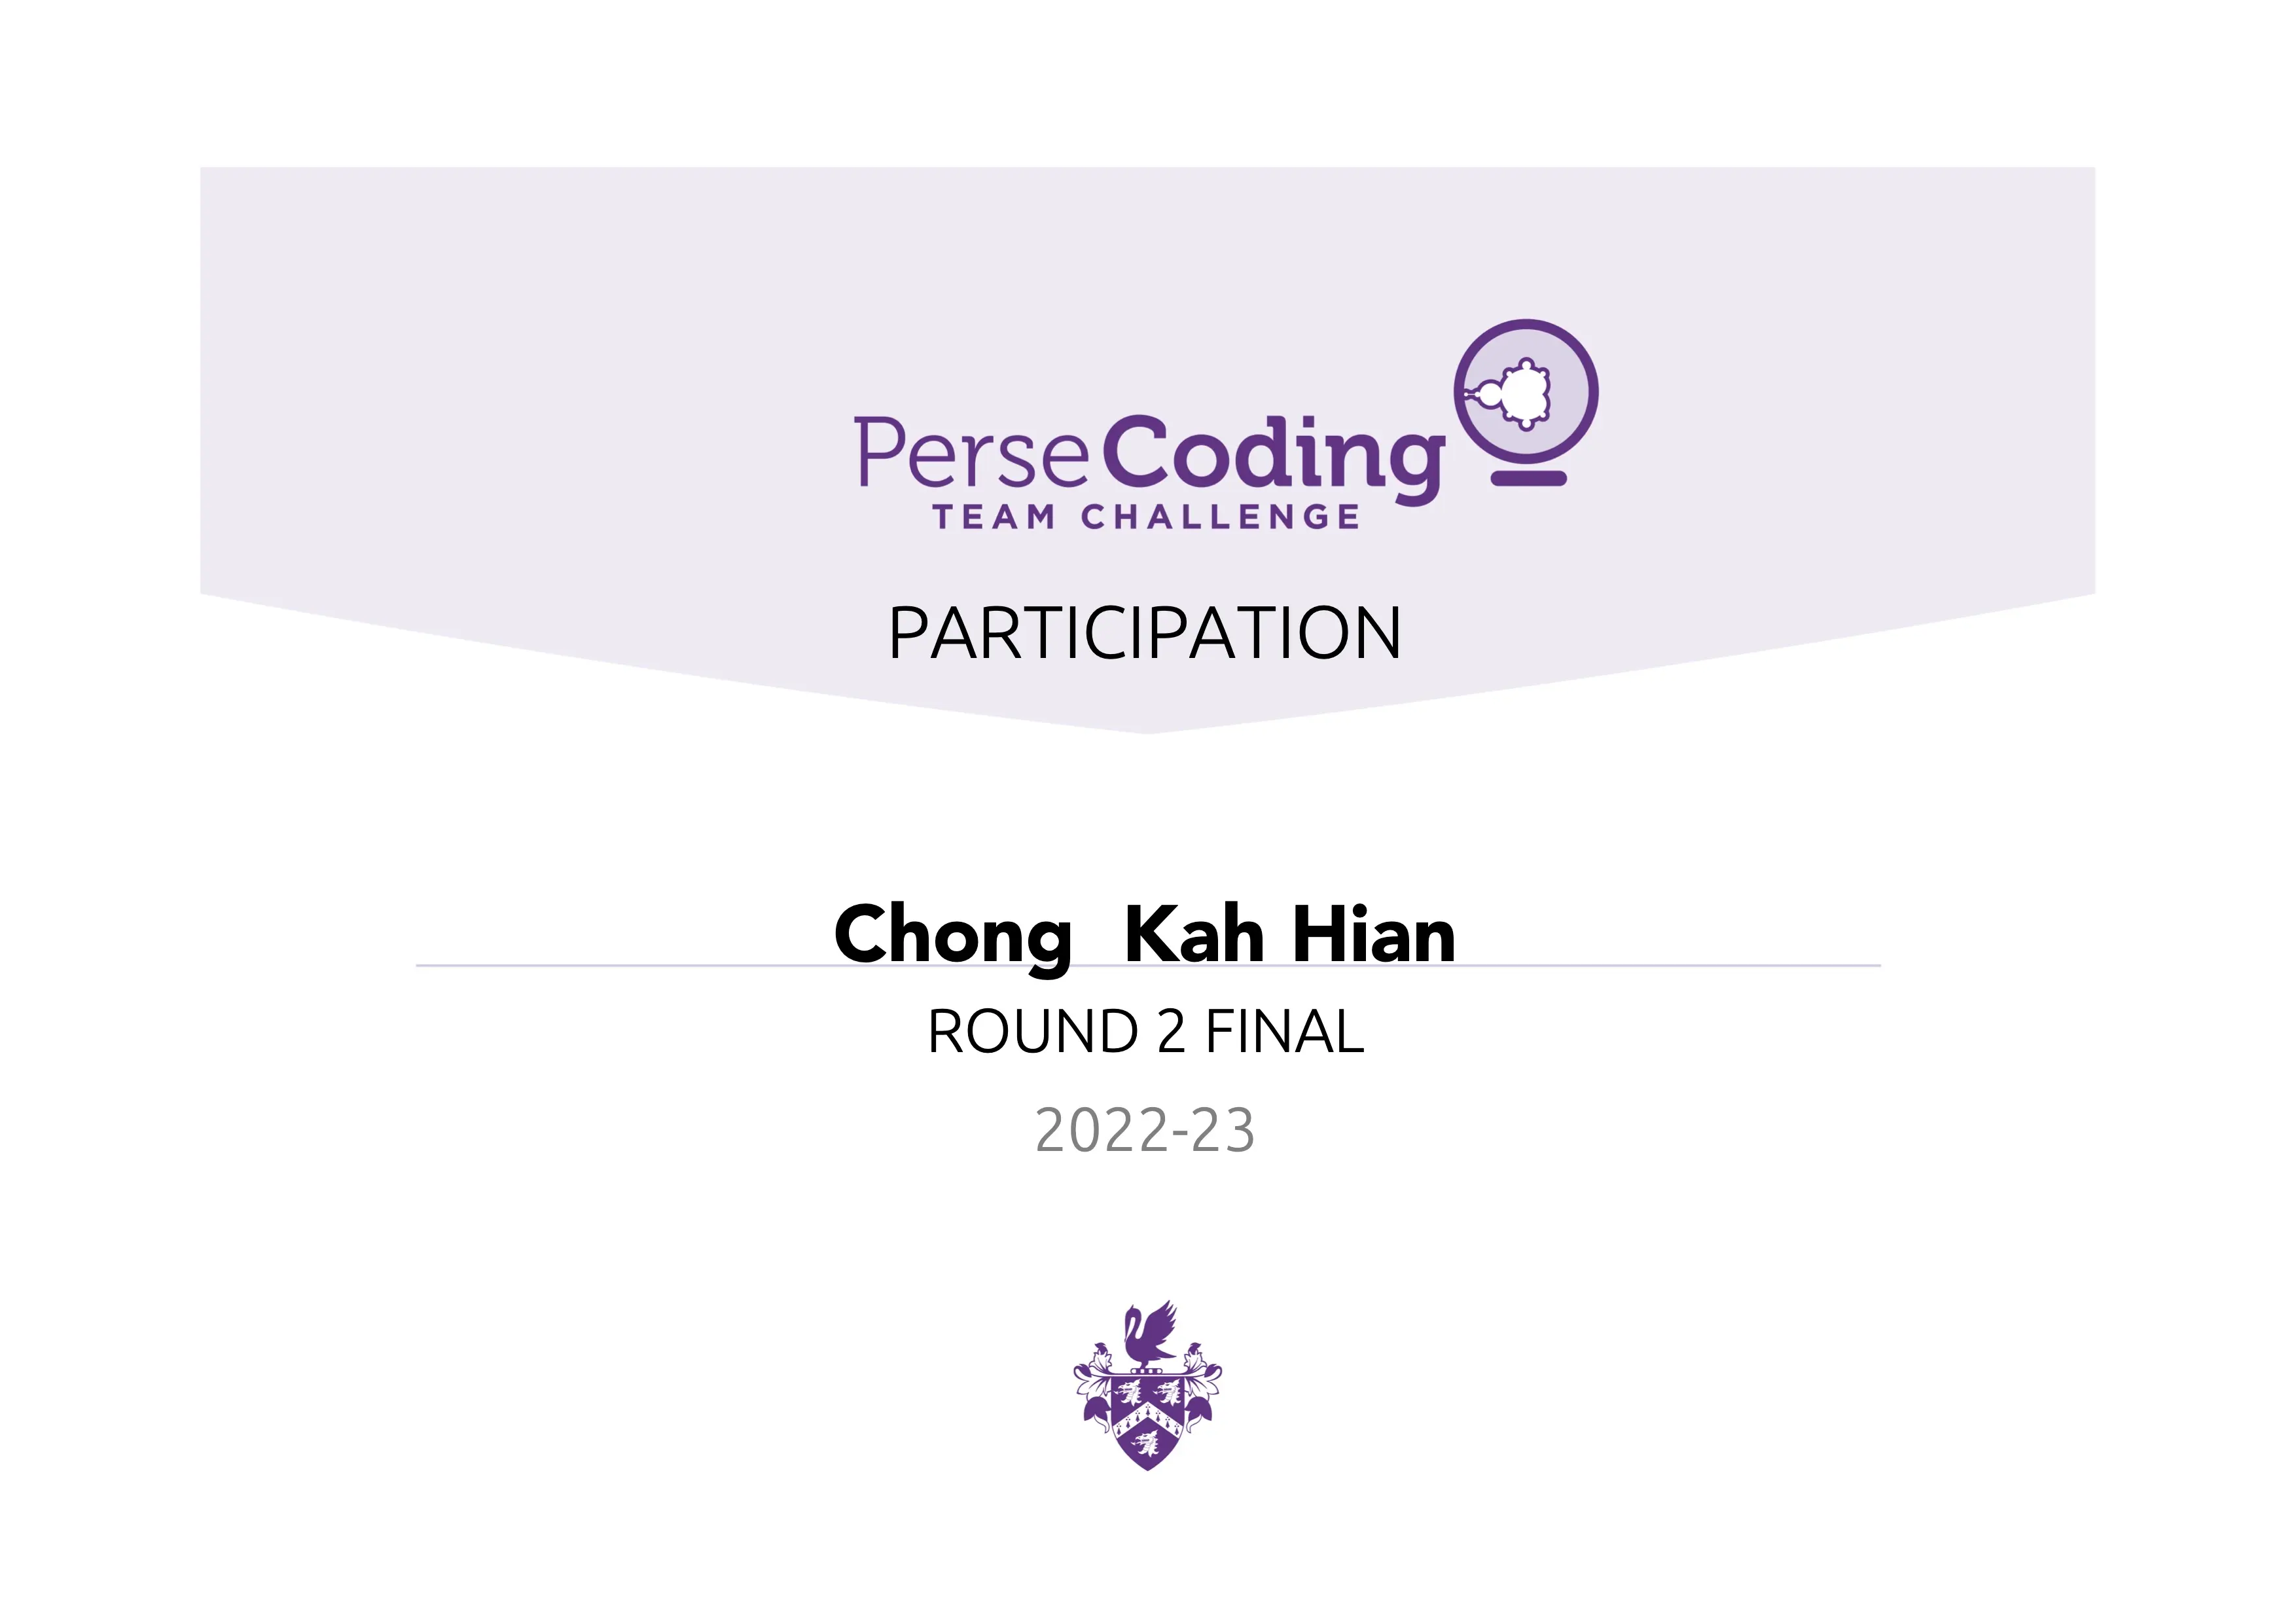 PerseCoding
TEAM CHALLENGE
PARTICIPATION
Chong Kah Hian
ROUND 2 FINAL
2022-23